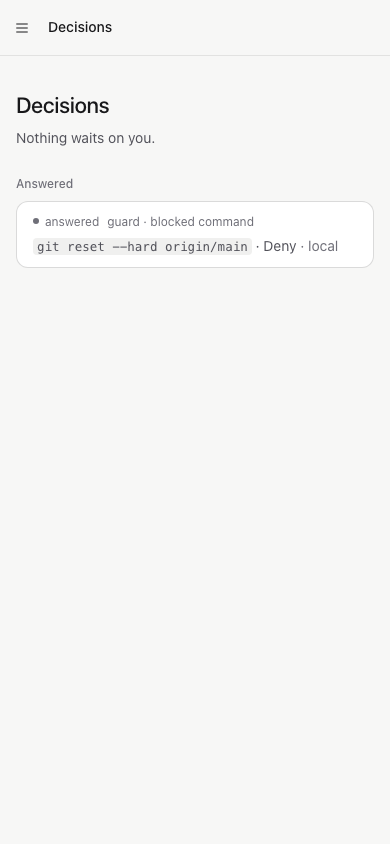 Decisions
Decisions
Nothing waits on you.
Answered
answered guard · blocked command
git reset --hard origin/main · Deny · local